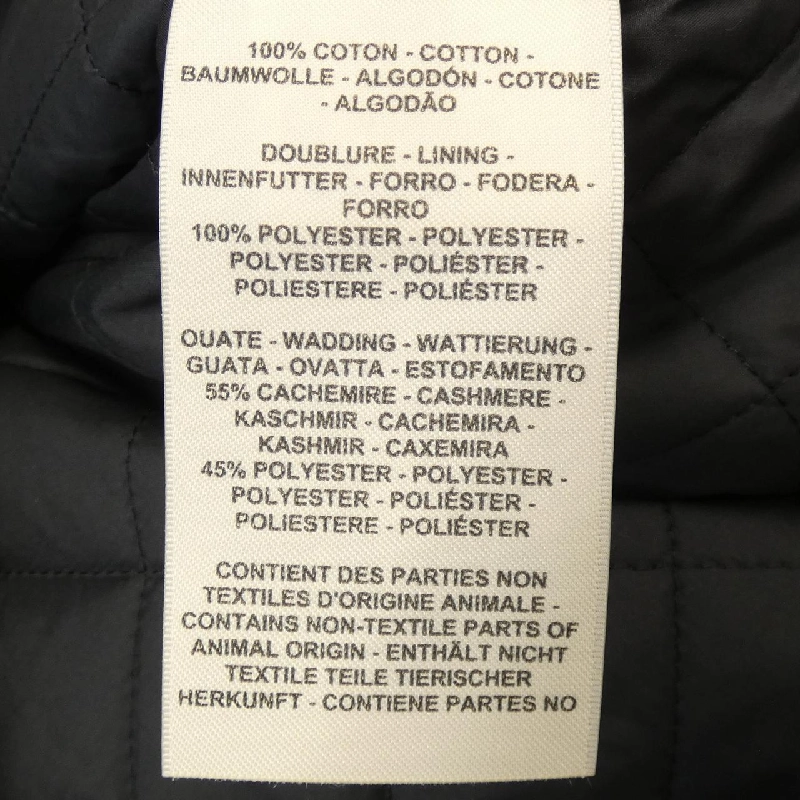 100% COTON - COTTON -
BAUMWOLLE - ALGODÓN - COTONE
- ALGODÃO
DOUBLURE - LINING -
INNENFUTTER - FORRO - FODERA -
FORRO
100% POLYESTER - POLYESTER -
POLYESTER - POLIÉSTER -
POLIESTERE - POLIÉSTER
OUATE - WADDING - WATTIERUNG -
GUATA - OVATTA - ESTOFAMENTO
55% CACHEMIRE - CASHMERE -
KASCHMIR - CACHEMIRA -
KASHMIR - CAXEMIRA
45% POLYESTER - POLYESTER -
POLYESTER - POLIÉSTER -
POLIESTERE - POLIÉSTER
CONTIENT DES PARTIES NON
TEXTILES D'ORIGINE ANIMALE -
CONTAINS NON-TEXTILE PARTS OF
ANIMAL ORIGIN - ENTHÄLT NICHT
TEXTILE TEILE TIERISCHER
HERKUNFT - CONTIENE PARTES NO